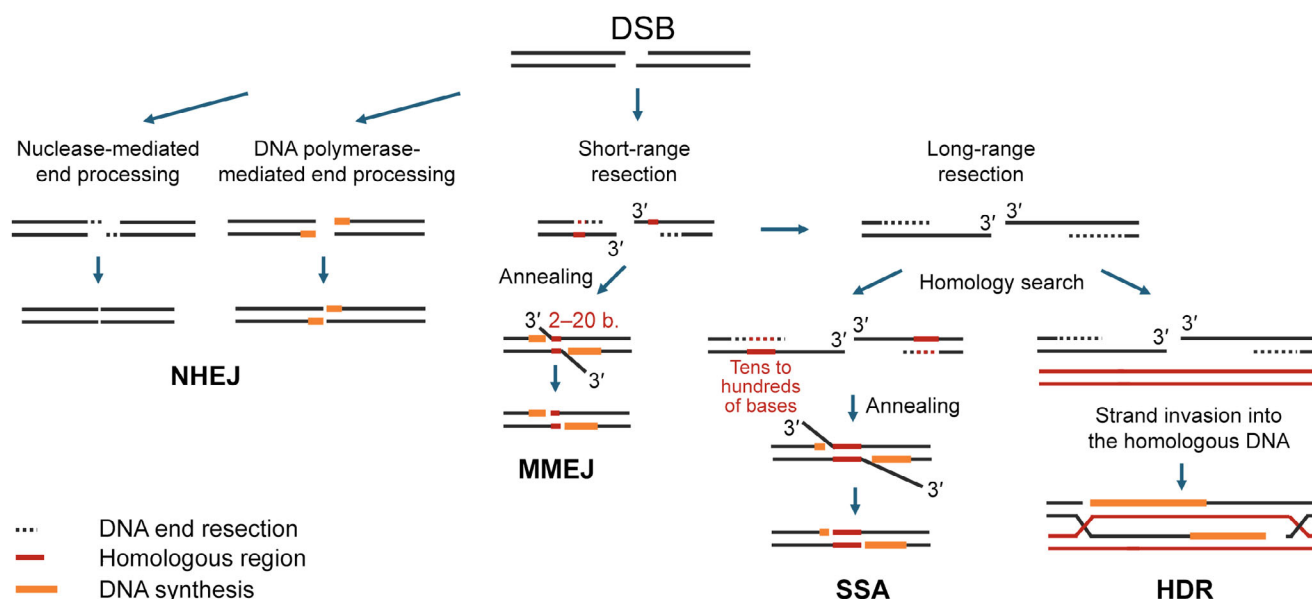 DSB
Nuclease-mediated
end processing
DNA polymerase-
mediated end processing
Short-range
resection
Long-range
resection
3′
3′
3′
3′
Annealing
Homology search
3′
2–20 b.
3′
NHEJ
MMEJ
3′
3′
Tens to
hundreds
of bases
Annealing
3′
3′
SSA
3′
3′
Strand invasion into
the homologous DNA
HDR
DNA end resection
Homologous region
DNA synthesis